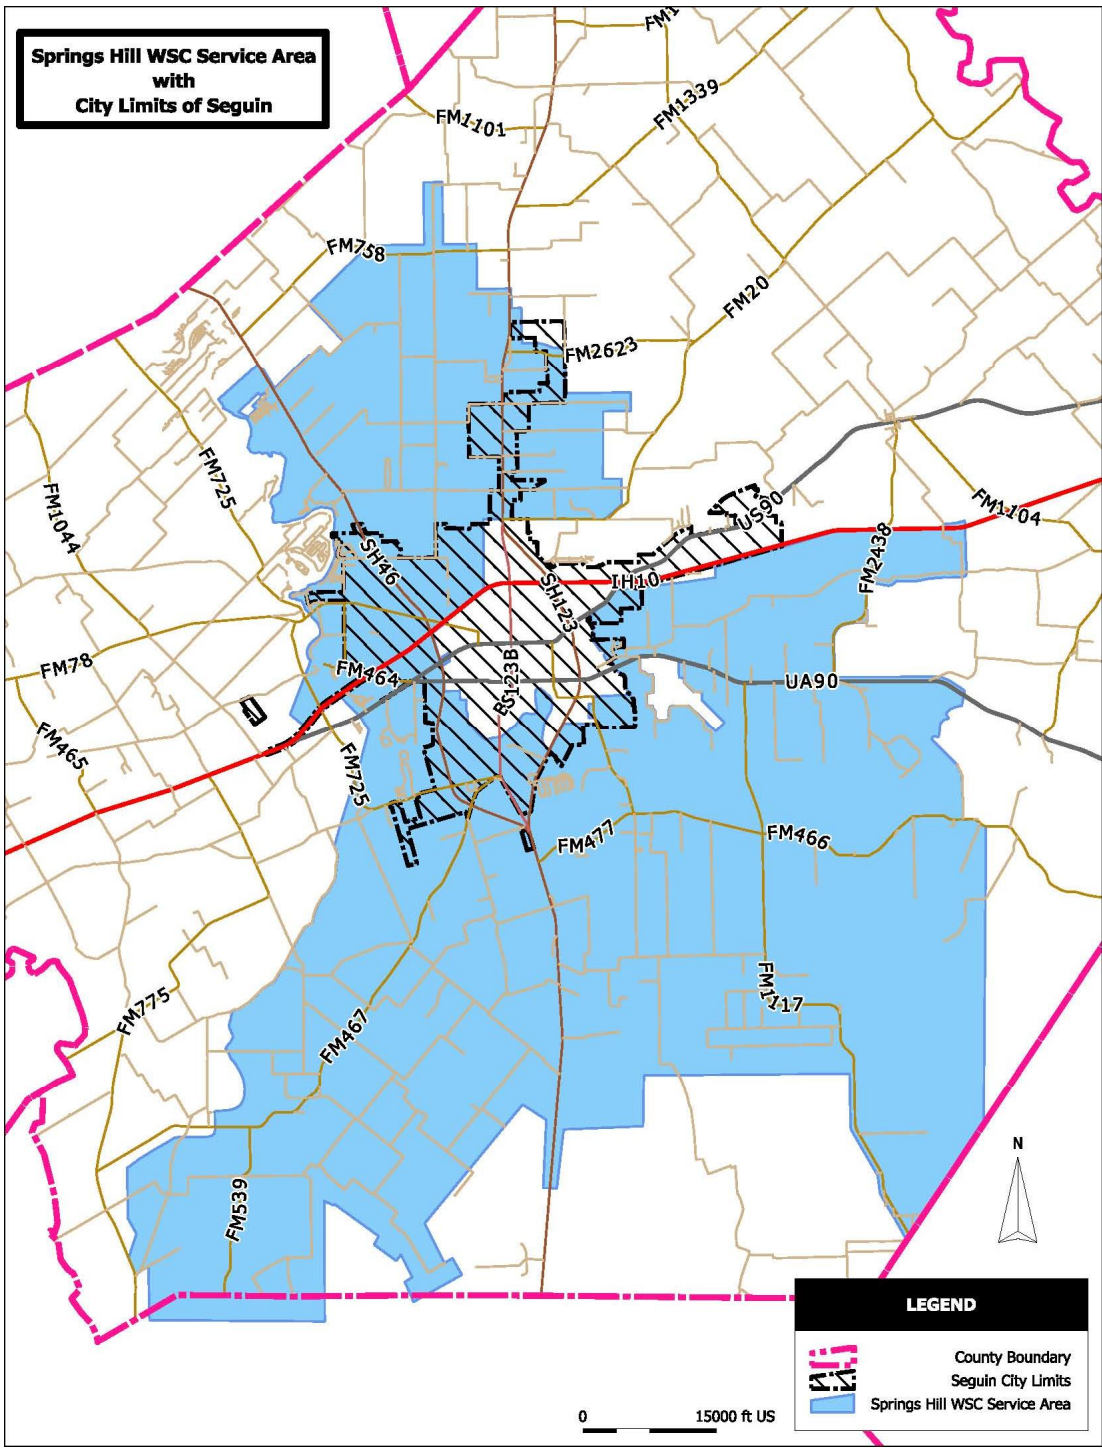 Springs Hill WSC Service Area
with
City Limits of Seguin
FM1
FM1339
FM1101
FM758
FM20
FM2623
FM725
FM1044
US90
FM1104
FM2438
SH46
IH10
SH123
FM78
FM464
BS123B
UA90
FM465
FM725
FM477
FM466
FM1117
FM775
FM467
FM539
N
LEGEND
County Boundary
Seguin City Limits
Springs Hill WSC Service Area
0 15000 ft US